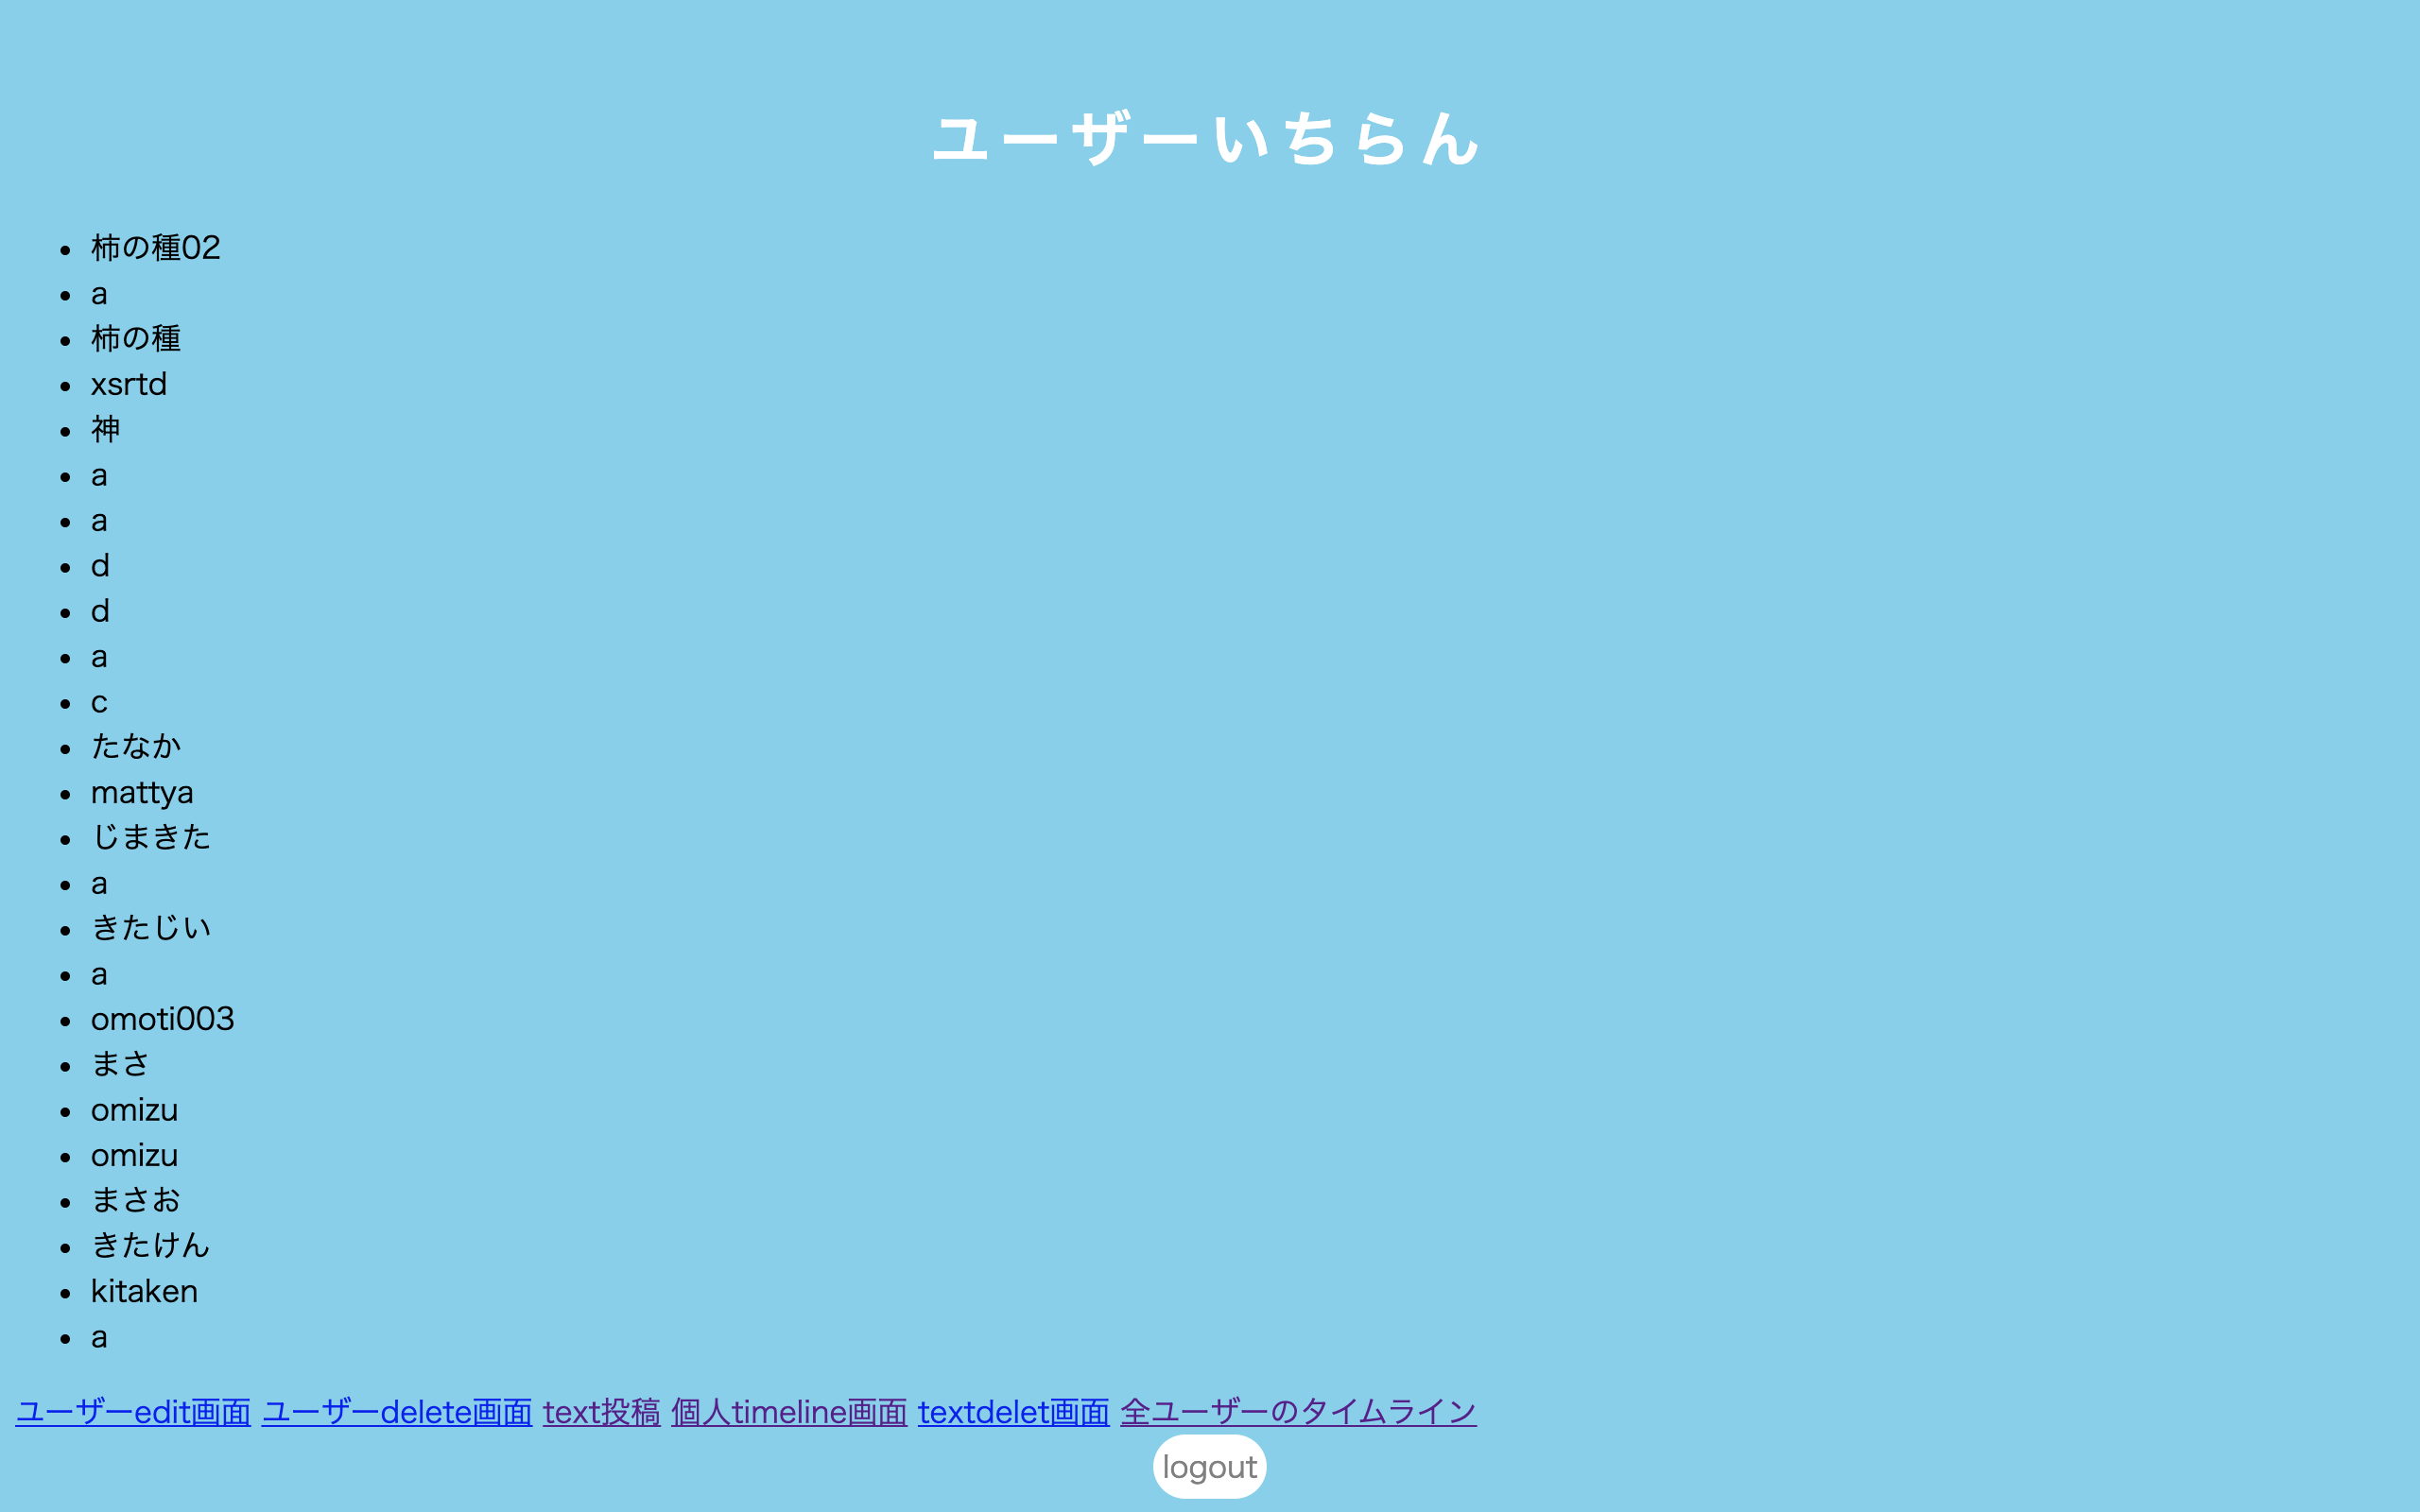 ユーザーいちらん
柿の種02
a
柿の種
xsrtd
神
a
a
d
d
a
c
たなか
mattya
じまきた
a
きたじい
a
omoti003
まさ
omizu
omizu
まさお
きたけん
kitaken
a
ユーザーedit画面 ユーザーdelete画面 text投稿 個人timeline画面 textdelet画面 全ユーザーのタイムライン
logout